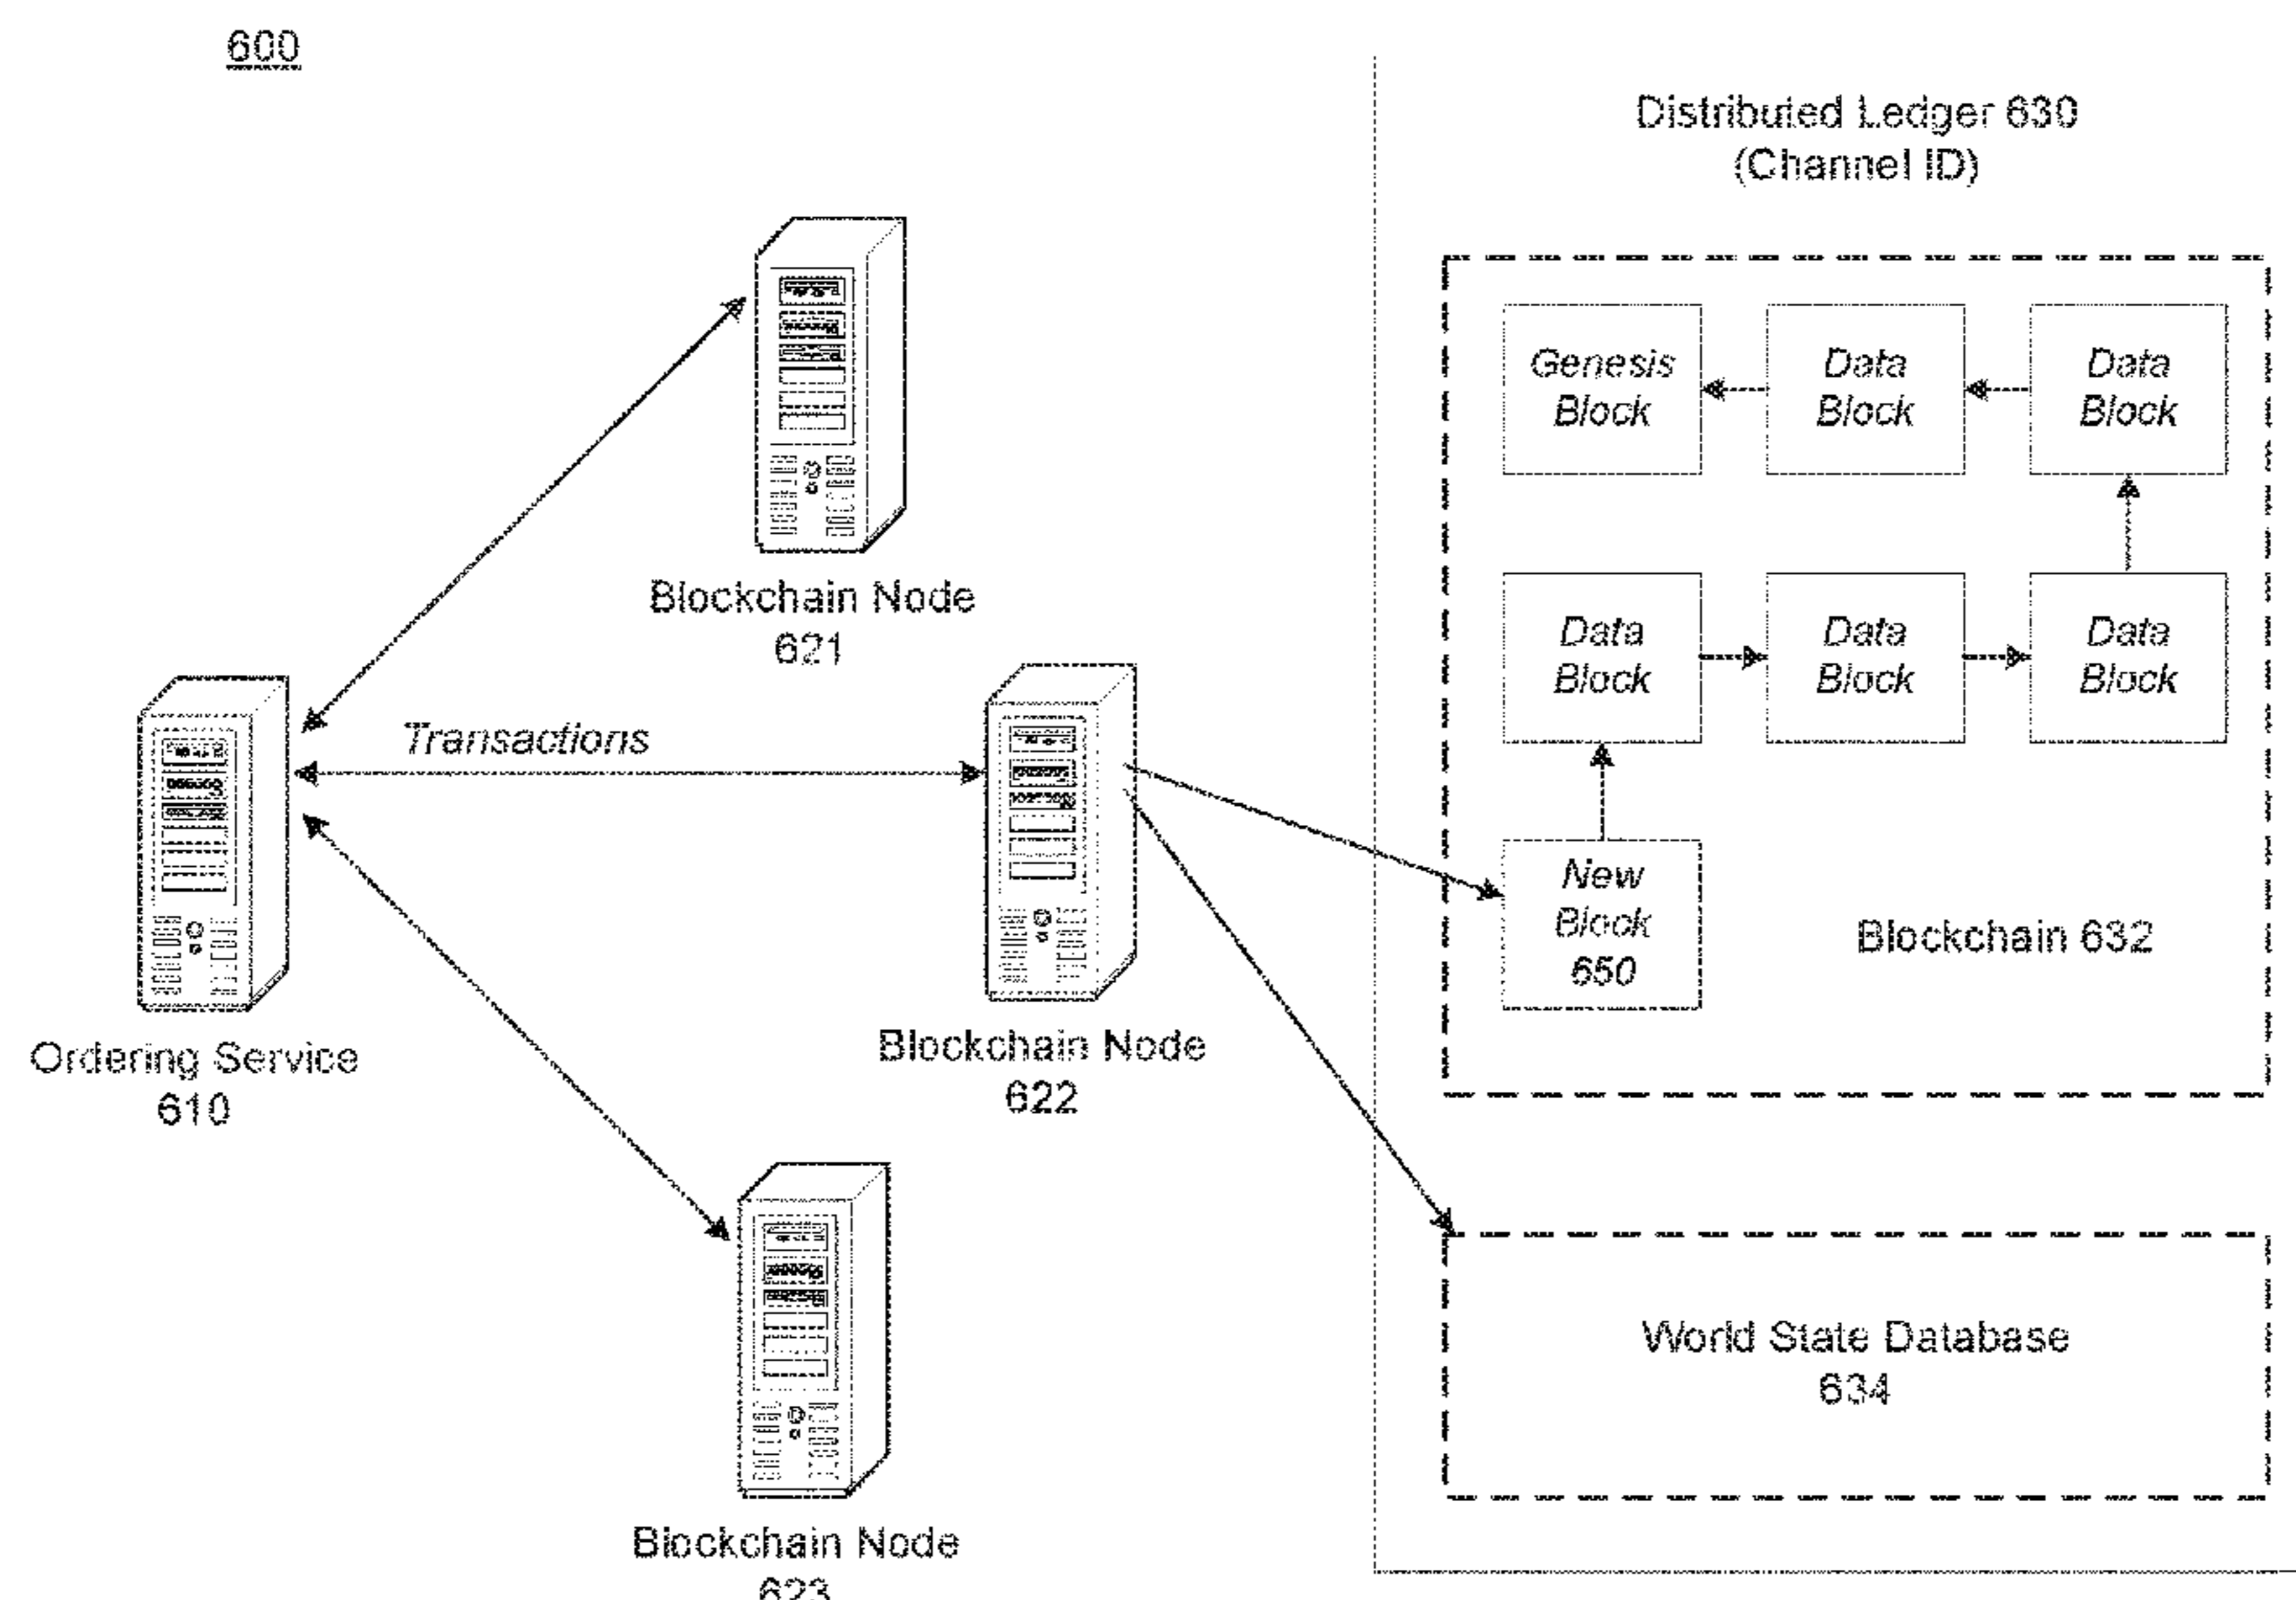 600
Distributed Ledger 630
(Channel ID)
Genesis
Block
Data
Block
Data
Block
Blockchain Node
621
Data
Block
Data
Block
Data
Block
Transactions
New
Block
650
Blockchain 632
Ordering Service
610
Blockchain Node
622
World State Database
634
Blockchain Node
623